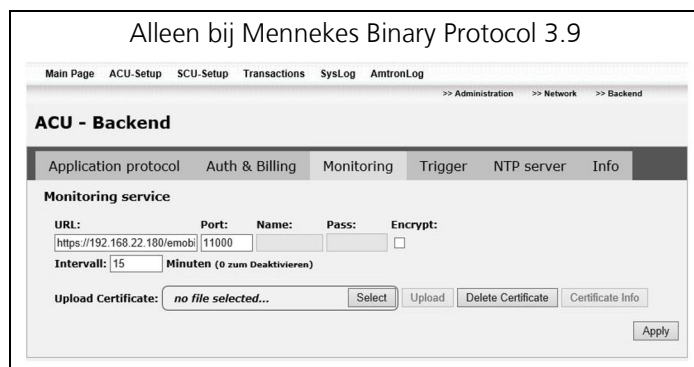 Alleen bij Mennekes Binary Protocol 3.9
Main Page ACU-Setup SCU-Setup Transactions SysLog AmtronLog
>> Administration >> Network >> Backend
ACU - Backend
Application protocol Auth & Billing Monitoring Trigger NTP server Info
Monitoring service
URL: Port: Name: Pass: Encrypt:
https://192.168.22.180/emobi 11000
Intervall: 15 Minuten (0 zum Deaktivieren)
Upload Certificate: no file selected... Select Upload Delete Certificate Certificate Info
Apply